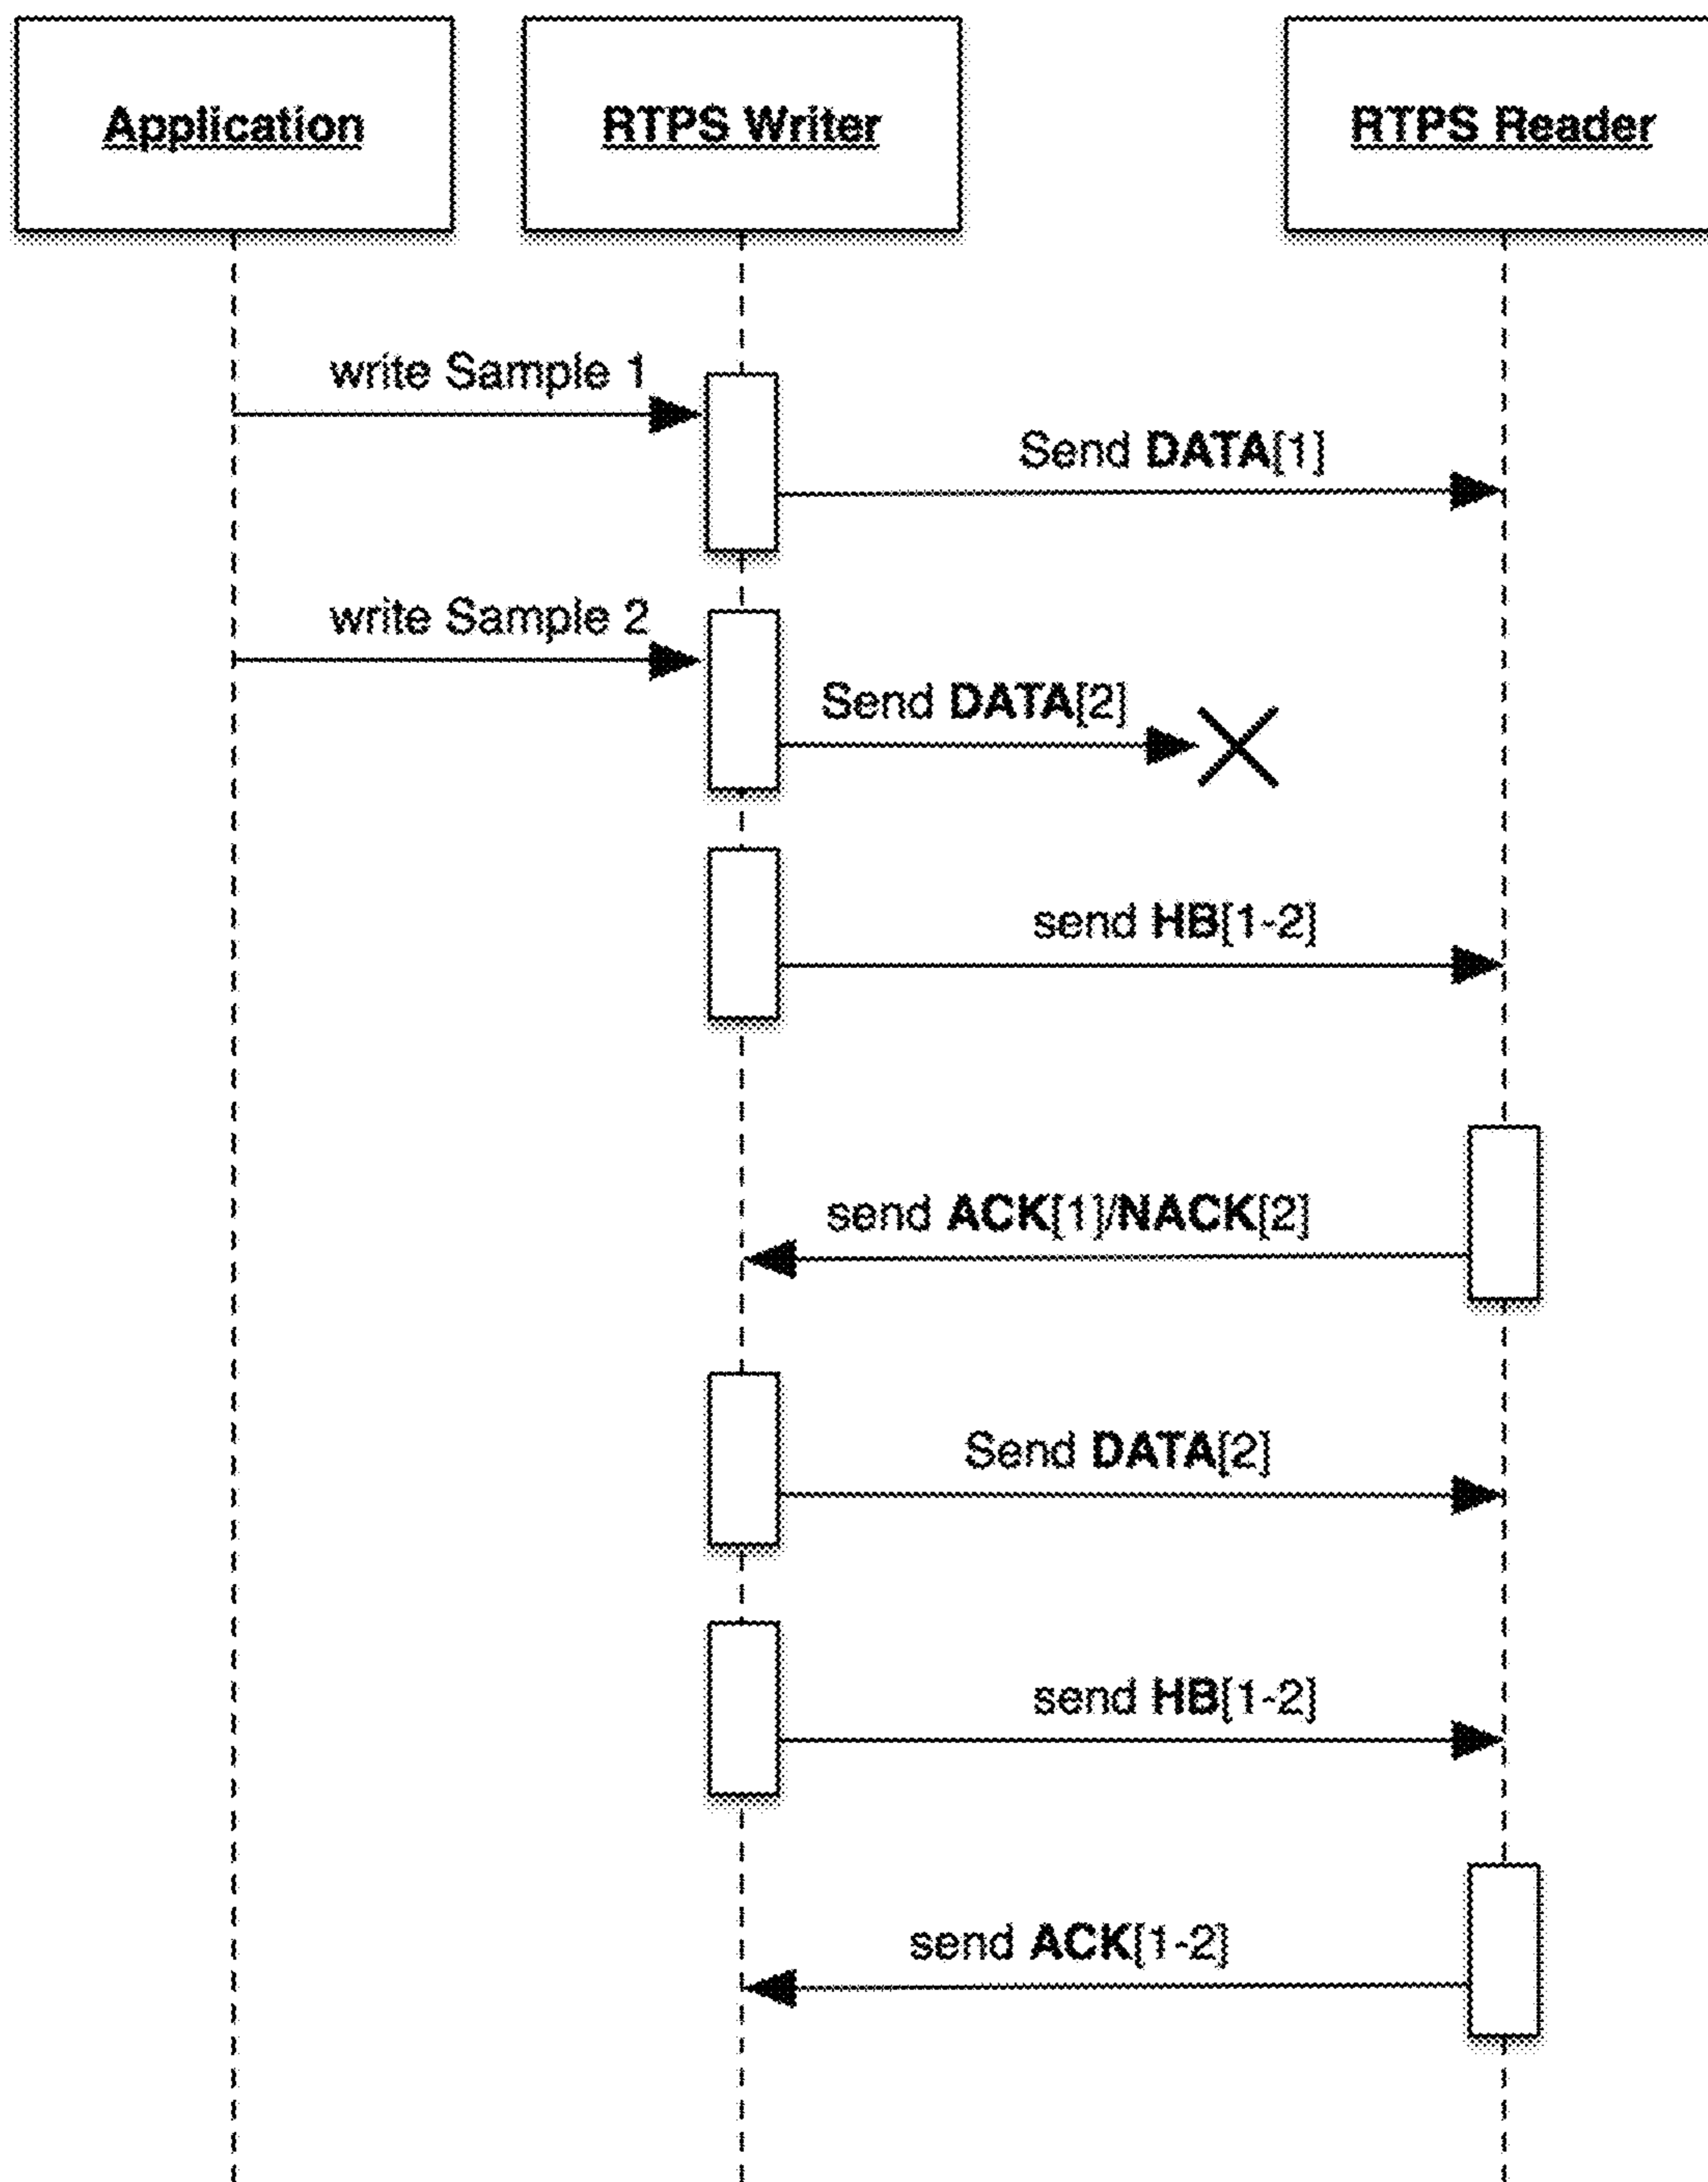 Application
RTPS Writer
RTPS Reader
write Sample 1
Send DATA[1]
write Sample 2
Send DATA[2]
send HB[1-2]
send ACK[1]/NACK[2]
Send DATA[2]
send HB[1-2]
send ACK[1-2]